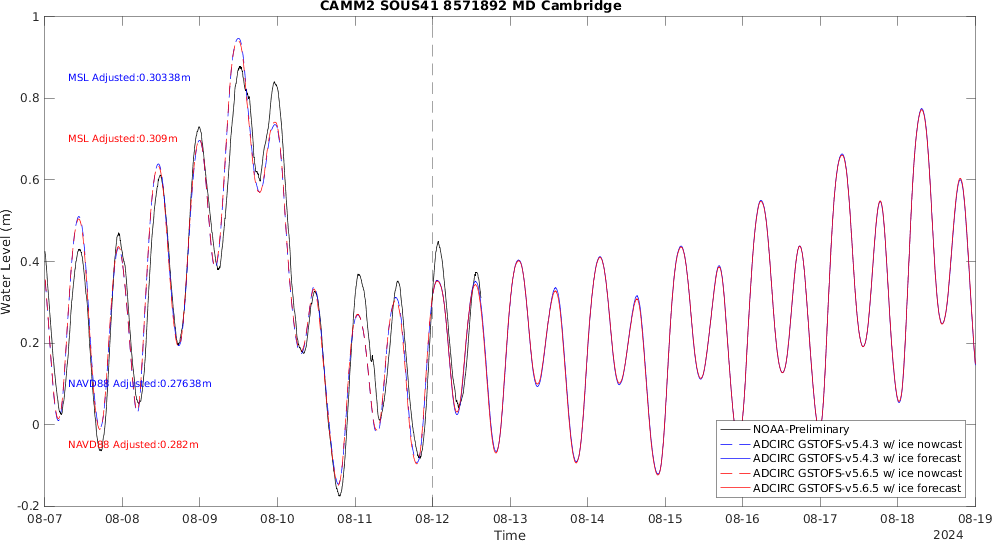 CAMM2 SOUS41 8571892 MD Cambridge
1
0.8
0.6
0.4
0.2
0
-0.2
Water Level (m)
MSL Adjusted:0.30338m
MSL Adjusted:0.309m
NAVD88 Adjusted:0.27638m
NAVD88 Adjusted:0.282m
NOAA-Preliminary
ADCIRC GSTOFS-v5.4.3 w/ ice nowcast
ADCIRC GSTOFS-v5.4.3 w/ ice forecast
ADCIRC GSTOFS-v5.6.5 w/ ice nowcast
ADCIRC GSTOFS-v5.6.5 w/ ice forecast
08-07 08-08 08-09 08-10 08-11 08-12 08-13 08-14 08-15 08-16 08-17 08-18 08-19
Time
2024